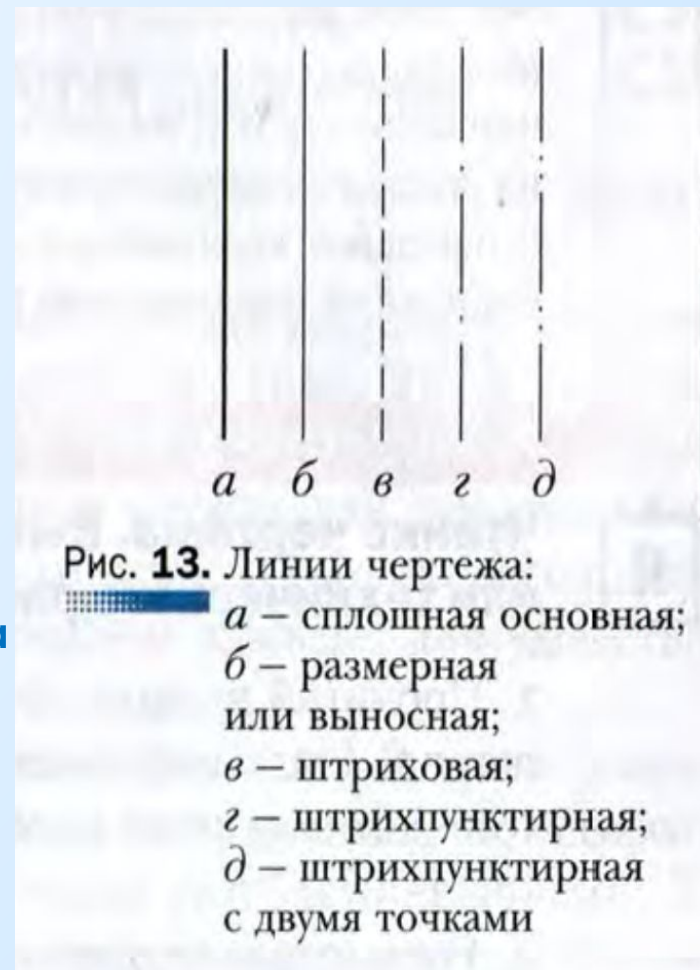 а б в г д
Рис. 13. Линии чертежа:
а — сплошная основная;
б — размерная
или выносная;
в — штриховая;
г — штрихпунктирная;
д — штрихпунктирная
с двумя точками